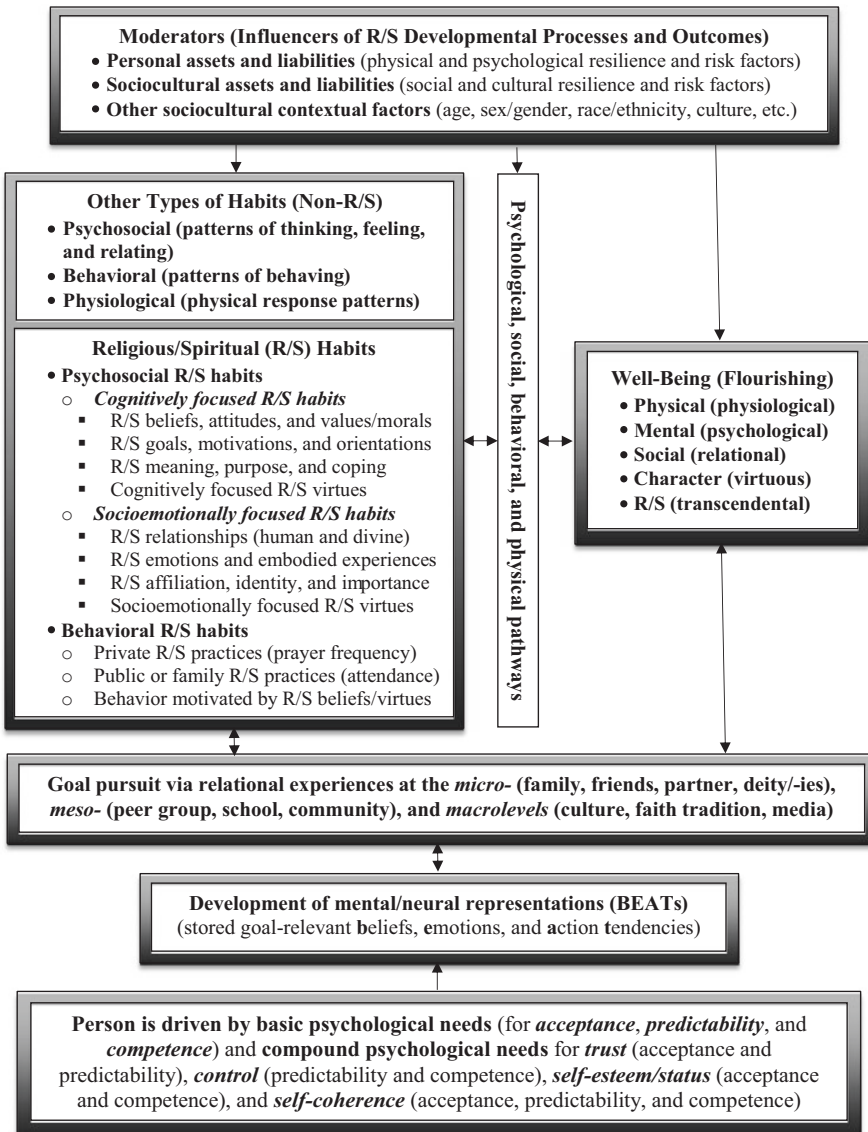 Moderators (Influencers of R/S Developmental Processes and Outcomes)
• Personal assets and liabilities (physical and psychological resilience and risk factors)
• Sociocultural assets and liabilities (social and cultural resilience and risk factors)
• Other sociocultural contextual factors (age, sex/gender, race/ethnicity, culture, etc.)
Other Types of Habits (Non-R/S)
• Psychosocial (patterns of thinking, feeling,
and relating)
• Behavioral (patterns of behaving)
• Physiological (physical response patterns)
Religious/Spiritual (R/S) Habits
• Psychosocial R/S habits
o Cognitively focused R/S habits
▪ R/S beliefs, attitudes, and values/morals
▪ R/S goals, motivations, and orientations
▪ R/S meaning, purpose, and coping
▪ Cognitively focused R/S virtues
o Socioemotionally focused R/S habits
▪ R/S relationships (human and divine)
▪ R/S emotions and embodied experiences
▪ R/S affiliation, identity, and importance
▪ Socioemotionally focused R/S virtues
• Behavioral R/S habits
o Private R/S practices (prayer frequency)
o Public or family R/S practices (attendance)
o Behavior motivated by R/S beliefs/virtues
Psychological, social, behavioral, and physical pathways
Well-Being (Flourishing)
• Physical (physiological)
• Mental (psychological)
• Social (relational)
• Character (virtuous)
• R/S (transcendental)
Goal pursuit via relational experiences at the micro- (family, friends, partner, deity/-ies),
meso- (peer group, school, community), and macrolevels (culture, faith tradition, media)
Development of mental/neural representations (BEATs)
(stored goal-relevant beliefs, emotions, and action tendencies)
Person is driven by basic psychological needs (for acceptance, predictability, and
competence) and compound psychological needs for trust (acceptance and
predictability), control (predictability and competence), self-esteem/status (acceptance
and competence), and self-coherence (acceptance, predictability, and competence)